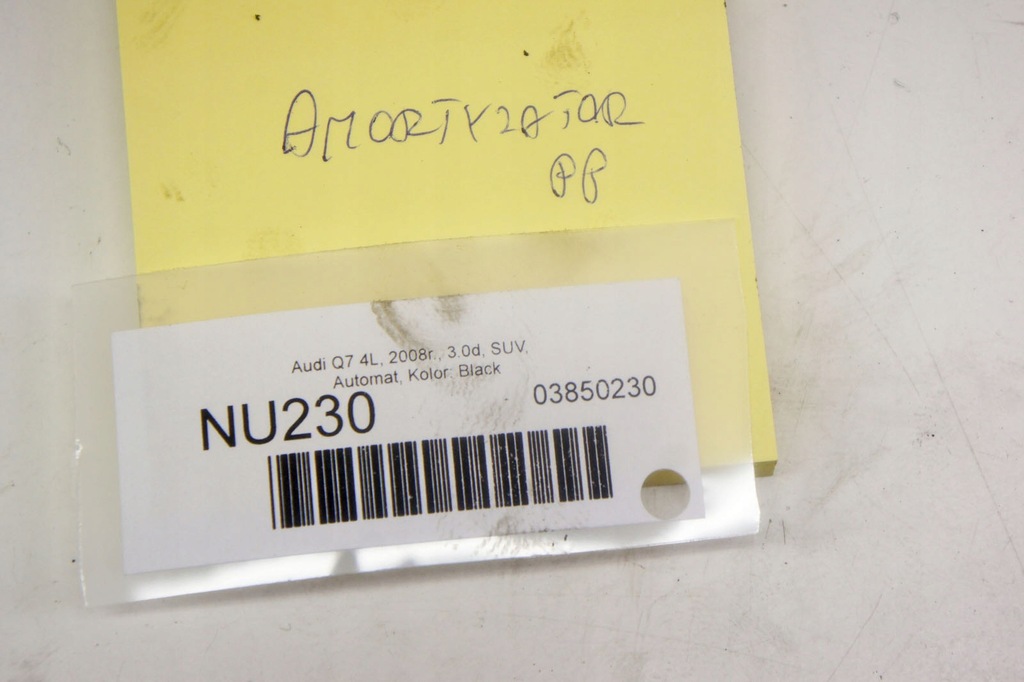 AMORTYZATOR
PP
Audi Q7 4L, 2008r., 3.0d, SUV,
Automat, Kolor: Black
NU230
03850230